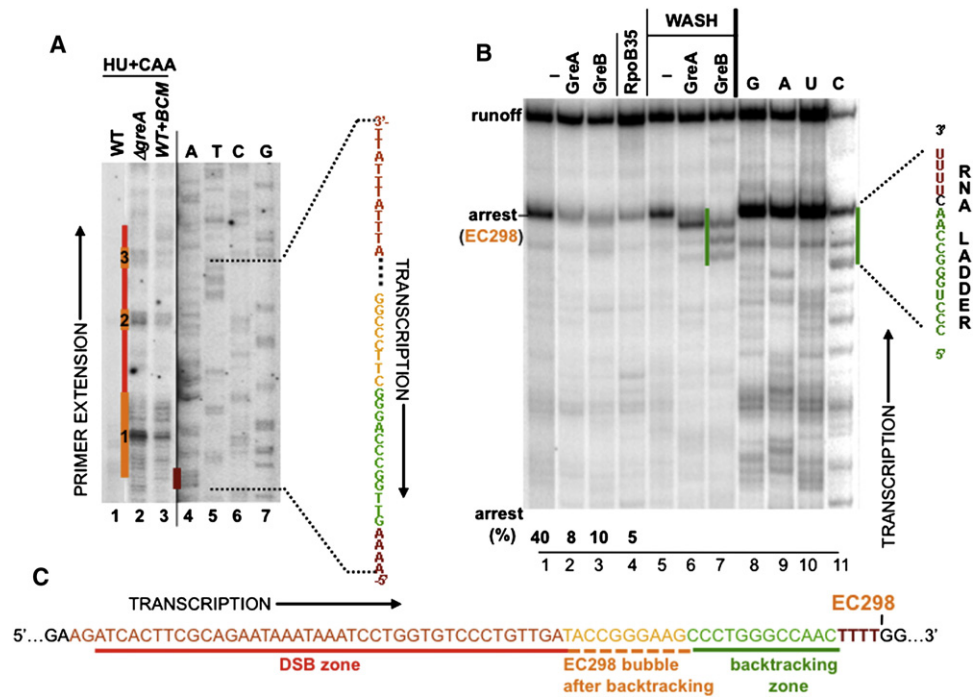 A
HU+CAA
WT
ΔgreA
WT+BCM
A T C G
3
2
1
PRIMER EXTENSION
1 2 3 4 5 6 7
3'-TTATTTATTTA.....GGCCCTTCGGGACCCGGTTGAAAA-5'
TRANSCRIPTION
B
WASH
– GreA GreB RpoB35 – GreA GreB G A U C
runoff
arrest
(EC298)
arrest
(%) 40 8 10 5
1 2 3 4 5 6 7 8 9 10 11
3' UUUUCAACCGGGUCCC 5'
RNA LADDER
TRANSCRIPTION
C
TRANSCRIPTION
EC298
5'...GAAGATCACTTCGCAGAATAAATAAATCCTGGTGTCCCTGTTGATACCGGGAAGCCCTGGGCCAACTTTTGG...3'
DSB zone
EC298 bubble
after backtracking
backtracking
zone